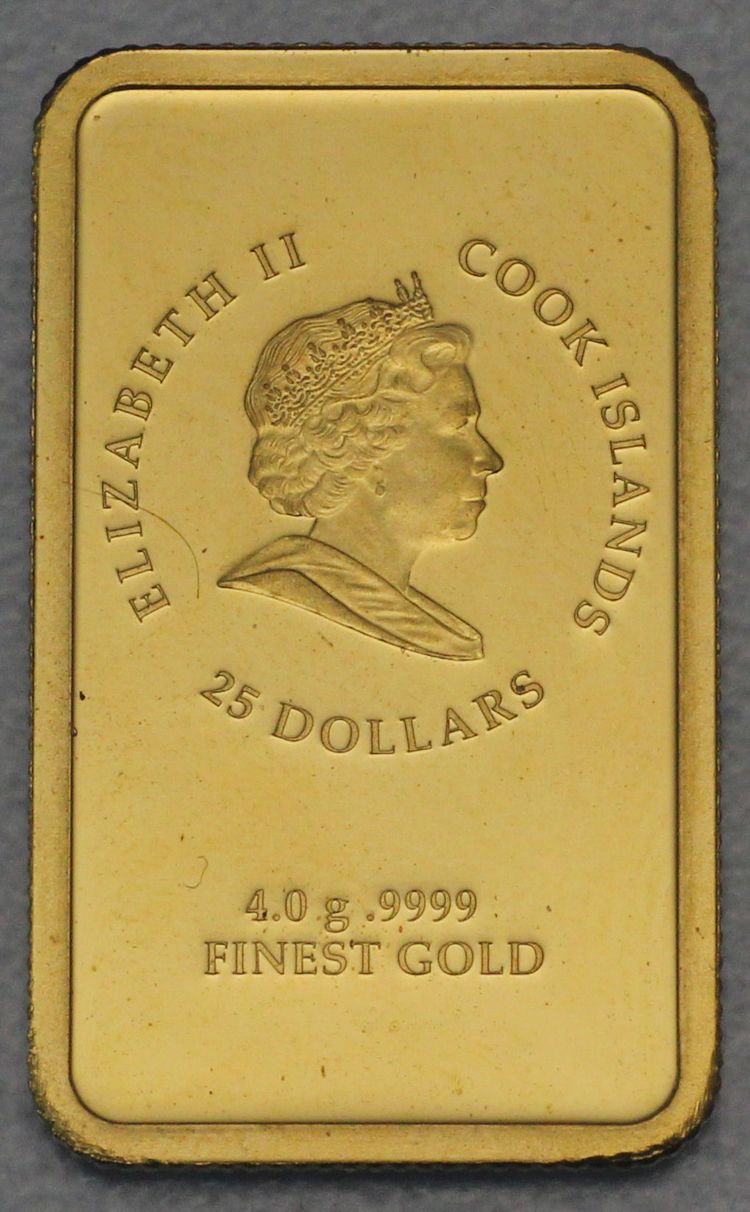 ELIZABETH II
COOK ISLANDS
25 DOLLARS
4.0 g .9999
FINEST GOLD